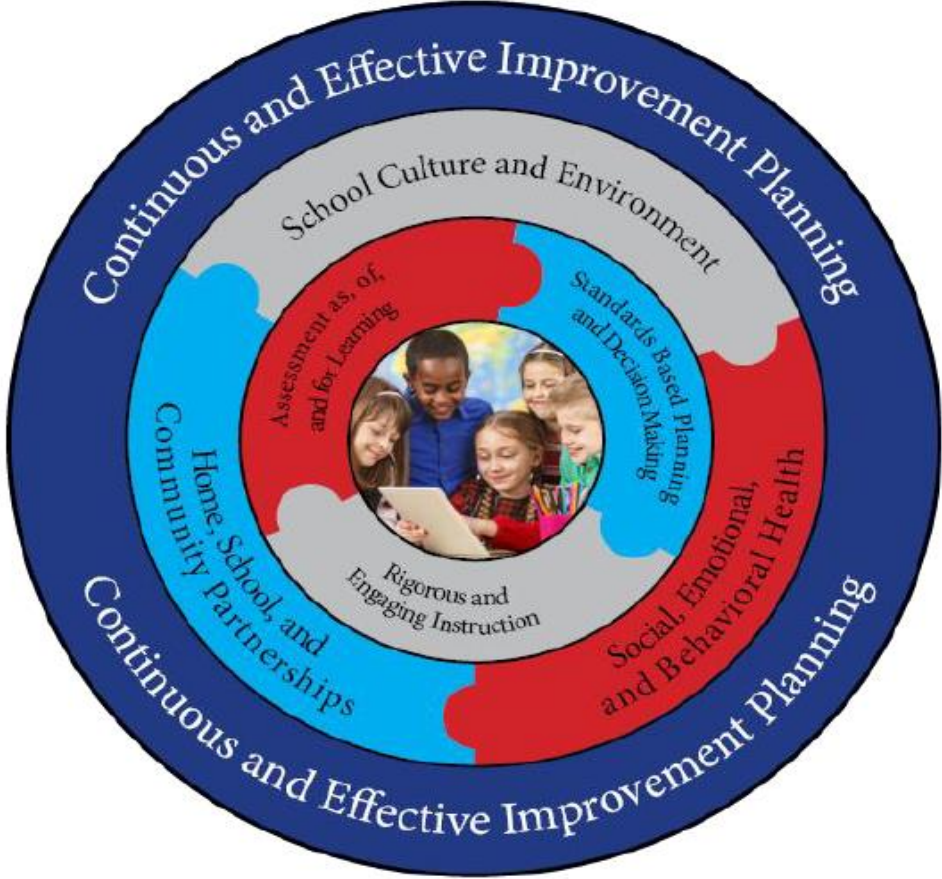 Continuous and Effective Improvement Planning
School Culture and Environment
Assessment as, of,
and for Learning
Standards Based Planning
and Decision Making
Home, School, and
Community Partnerships
Rigorous and
Engaging Instruction
Social, Emotional,
and Behavioral Health
Continuous and Effective Improvement Planning